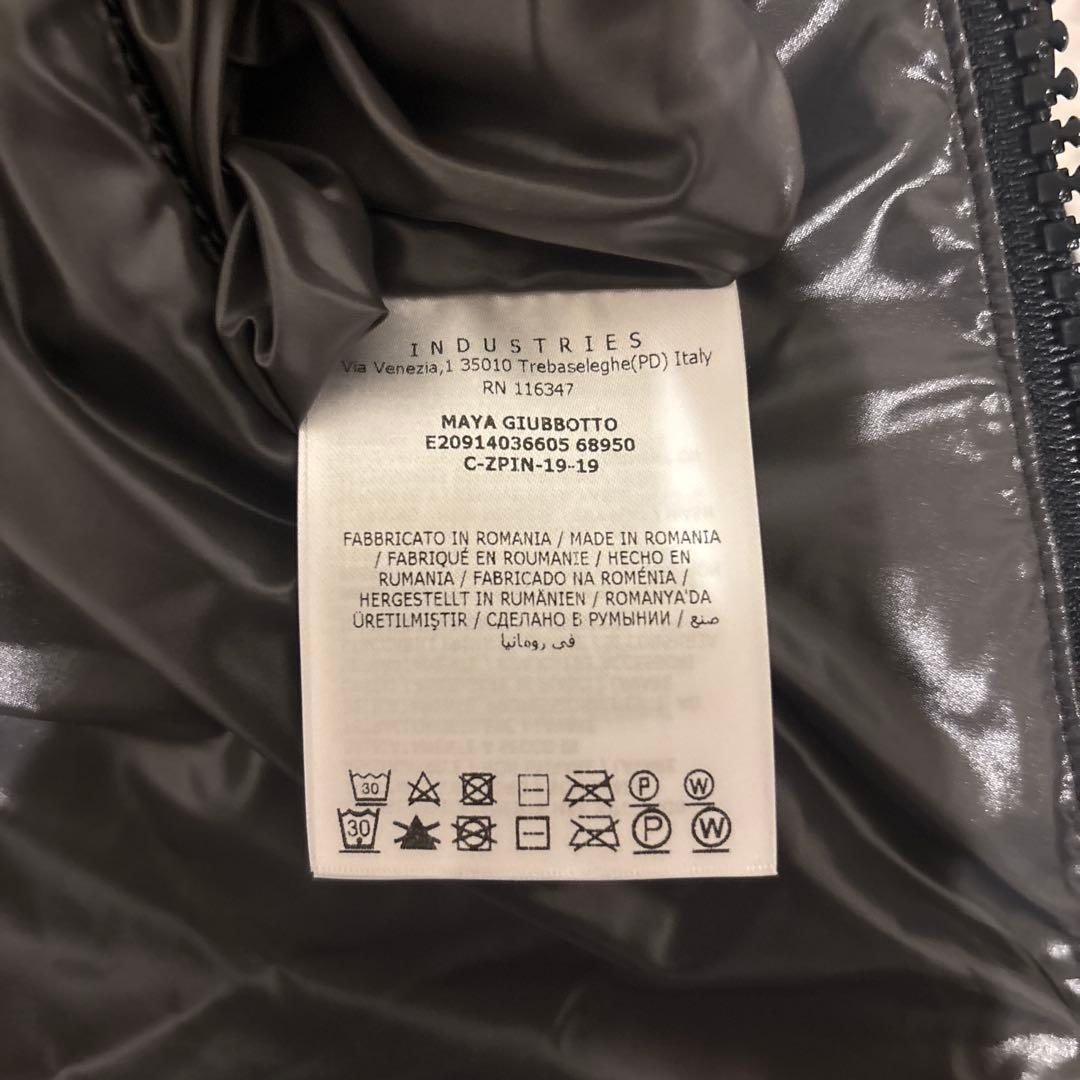 INDUSTRIES
Via Venezia,1 35010 Trebaseleghe(PD) Italy
RN 116347
MAYA GIUBBOTTO
E20914036605 68950
C-ZPIN-19-19
FABBRICATO IN ROMANIA / MADE IN ROMANIA
/ FABRIQUÉ EN ROUMANIE / HECHO EN
RUMANIA / FABRICADO NA ROMÉNIA /
HERGESTELLT IN RUMÄNIEN / ROMANYA'DA
ÜRETILMIŞTIR / СДЕЛАНО В РУМЫНИИ / صنع
في رومانيا
30 P W
30 P W